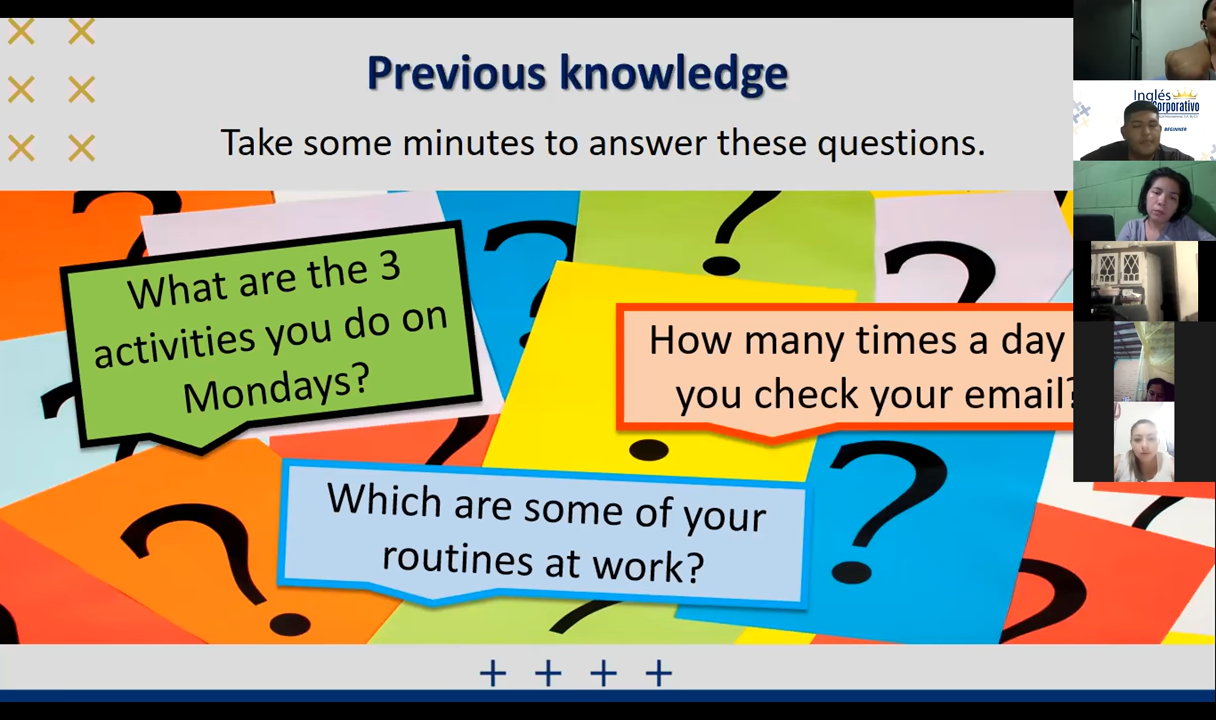 Previous knowledge
Take some minutes to answer these questions.
What are the 3
activities you do on
Mondays?
How many times a day
you check your email?
Which are some of your
routines at work?
Inglés
Corporativo
BEGINNER